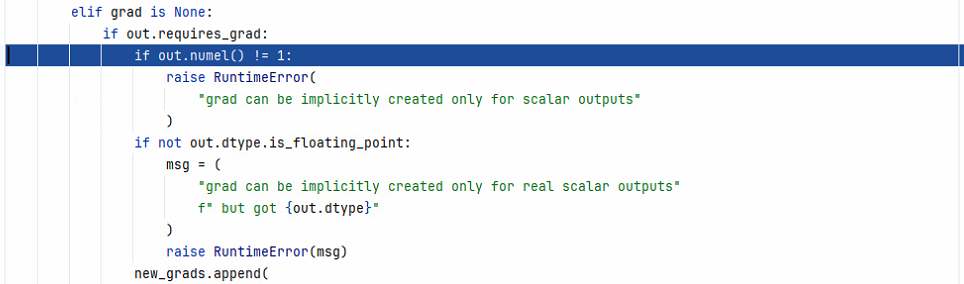 elif grad is None:
if out.requires_grad:
if out.numel() != 1:
raise RuntimeError(
"grad can be implicitly created only for scalar outputs"
)
if not out.dtype.is_floating_point:
msg = (
"grad can be implicitly created only for real scalar outputs"
f" but got {out.dtype}"
)
raise RuntimeError(msg)
new_grads.append(